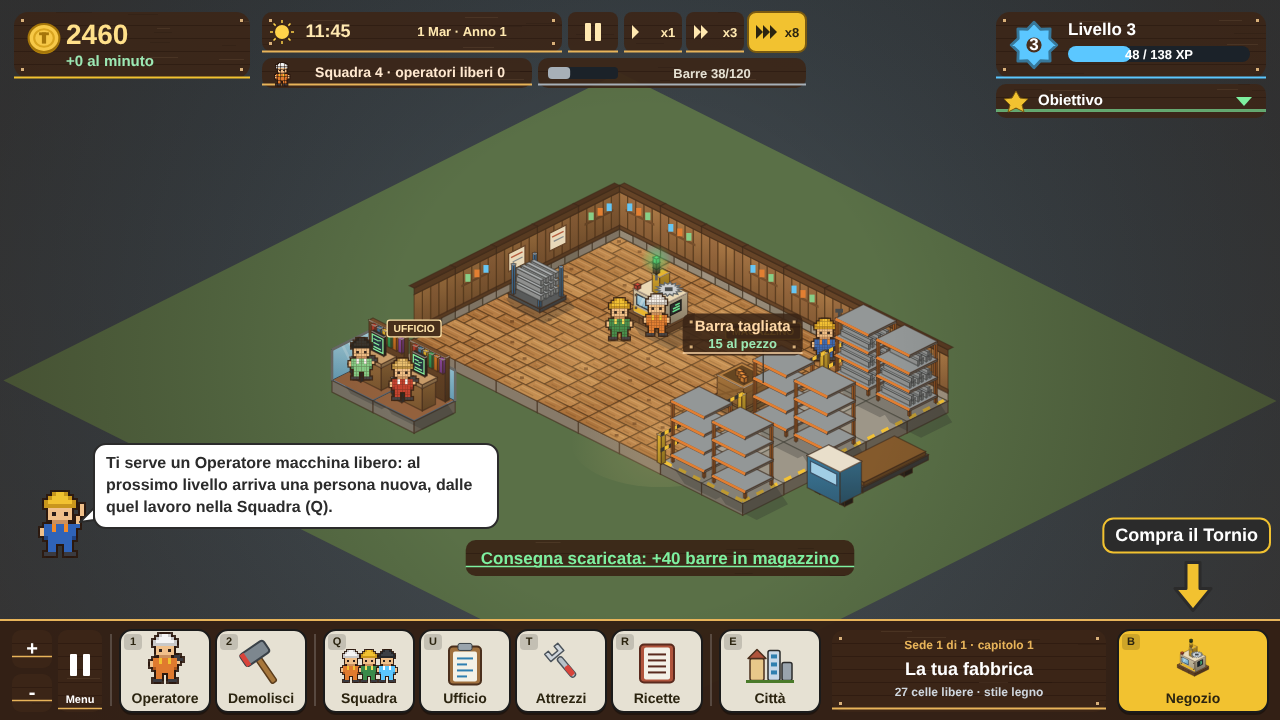 2460
+0 al minuto
11:45
1 Mar · Anno 1
x1
x3
x8
Squadra 4 · operatori liberi 0
Barre 38/120
3
Livello 3
48 / 138 XP
Obiettivo
UFFICIO
Barra tagliata
15 al pezzo
Ti serve un Operatore macchina libero: al
prossimo livello arriva una persona nuova, dalle
quel lavoro nella Squadra (Q).
Consegna scaricata: +40 barre in magazzino
Compra il Tornio
+
-
Menu
1
Operatore
2
Demolisci
Q
Squadra
U
Ufficio
T
Attrezzi
R
Ricette
E
Città
Sede 1 di 1 · capitolo 1
La tua fabbrica
27 celle libere · stile legno
B
Negozio